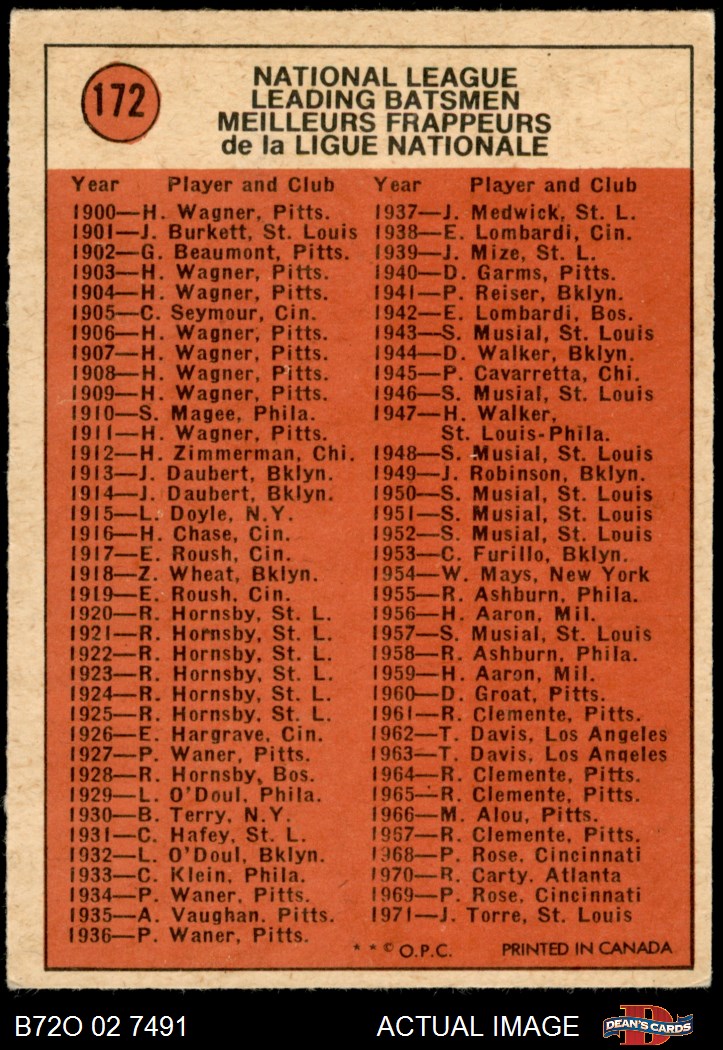 172
NATIONAL LEAGUE
LEADING BATSMEN
MEILLEURS FRAPPEURS
de la LIGUE NATIONALE
Year Player and Club
1900—H. Wagner, Pitts.
1901—J. Burkett, St. Louis
1902—G. Beaumont, Pitts.
1903—H. Wagner, Pitts.
1904—H. Wagner, Pitts.
1905—C. Seymour, Cin.
1906—H. Wagner, Pitts.
1907—H. Wagner, Pitts.
1908—H. Wagner, Pitts.
1909—H. Wagner, Pitts.
1910—S. Magee, Phila.
1911—H. Wagner, Pitts.
1912—H. Zimmerman, Chi.
1913—J. Daubert, Bklyn.
1914—J. Daubert, Bklyn.
1915—L. Doyle, N.Y.
1916—H. Chase, Cin.
1917—E. Roush, Cin.
1918—Z. Wheat, Bklyn.
1919—E. Roush, Cin.
1920—R. Hornsby, St. L.
1921—R. Hornsby, St. L.
1922—R. Hornsby, St. L.
1923—R. Hornsby, St. L.
1924—R. Hornsby, St. L.
1925—R. Hornsby, St. L.
1926—E. Hargrave, Cin.
1927—P. Waner, Pitts.
1928—R. Hornsby, Bos.
1929—L. O'Doul, Phila.
1930—B. Terry, N.Y.
1931—C. Hafey, St. L.
1932—L. O'Doul, Bklyn.
1933—C. Klein, Phila.
1934—P. Waner, Pitts.
1935—A. Vaughan, Pitts.
1936—P. Waner, Pitts.
Year Player and Club
1937—J. Medwick, St. L.
1938—E. Lombardi, Cin.
1939—J. Mize, St. L.
1940—D. Garms, Pitts.
1941—P. Reiser, Bklyn.
1942—E. Lombardi, Bos.
1943—S. Musial, St. Louis
1944—D. Walker, Bklyn.
1945—P. Cavarretta, Chi.
1946—S. Musial, St. Louis
1947—H. Walker,
St. Louis-Phila.
1948—S. Musial, St. Louis
1949—J. Robinson, Bklyn.
1950—S. Musial, St. Louis
1951—S. Musial, St. Louis
1952—S. Musial, St. Louis
1953—C. Furillo, Bklyn.
1954—W. Mays, New York
1955—R. Ashburn, Phila.
1956—H. Aaron, Mil.
1957—S. Musial, St. Louis
1958—R. Ashburn, Phila.
1959—H. Aaron, Mil.
1960—D. Groat, Pitts.
1961—R. Clemente, Pitts.
1962—T. Davis, Los Angeles
1963—T. Davis, Los Angeles
1964—R. Clemente, Pitts.
1965—R. Clemente, Pitts.
1966—M. Alou, Pitts.
1967—R. Clemente, Pitts.
1968—P. Rose, Cincinnati
1970—R. Carty, Atlanta
1969—P. Rose, Cincinnati
1971—J. Torre, St. Louis
* * © O.P.C. PRINTED IN CANADA
B72O 02 7491 ACTUAL IMAGE
D
DEAN'S CARDS